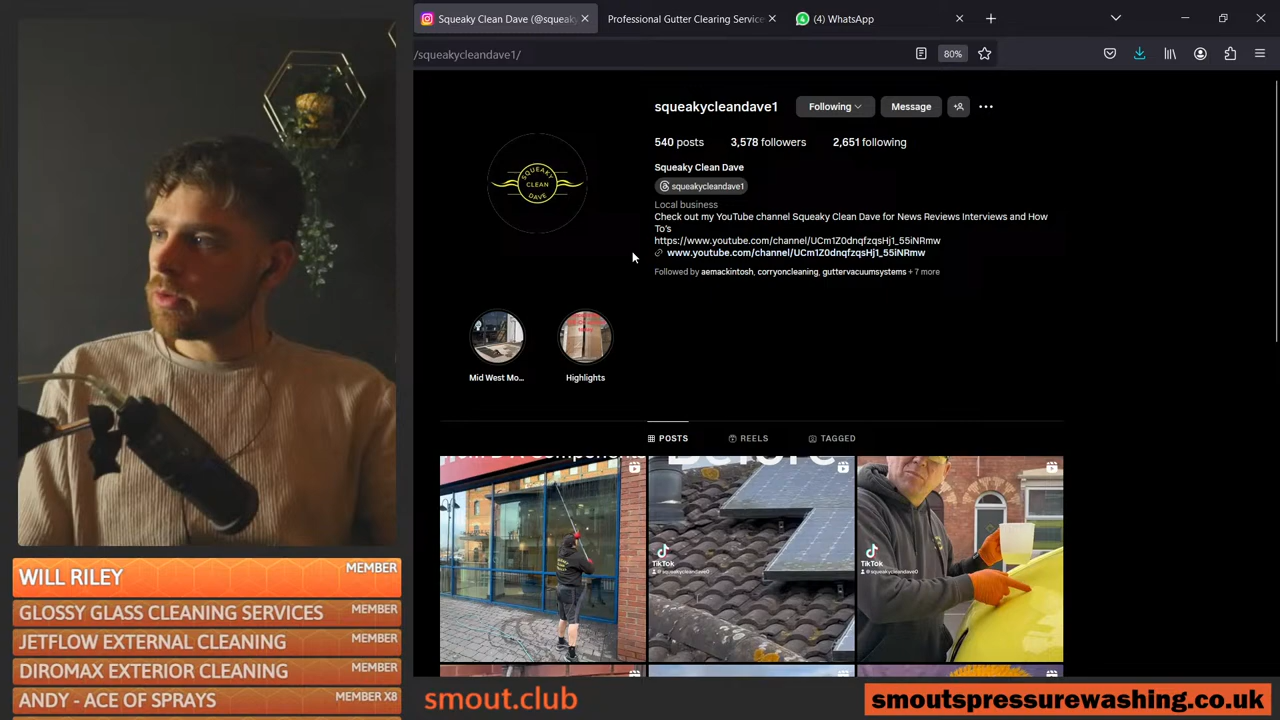 Squeaky Clean Dave (@squeaky
Professional Gutter Clearing Service
(4) WhatsApp
/squeakycleandave1/
80%
squeakycleandave1
Following
Message
540 posts
3,578 followers
2,651 following
SQUEAKY
CLEAN
DAVE
Squeaky Clean Dave
squeakycleandave1
Local business
Check out my YouTube channel Squeaky Clean Dave for News Reviews Interviews and How
To's
https://www.youtube.com/channel/UCm1Z0dnqfzqsHj1_55iNRmw
www.youtube.com/channel/UCm1Z0dnqfzqsHj1_55iNRmw
Followed by aemackintosh, corryoncleaning, guttervacuumsystems + 7 more
Mid West Mo...
Highlights
POSTS
REELS
TAGGED
Before
TikTok
@squeakycleandave0
TikTok
@squeakycleandave0
WILL RILEY
MEMBER
GLOSSY GLASS CLEANING SERVICES
MEMBER
JETFLOW EXTERNAL CLEANING
MEMBER
DIROMAX EXTERIOR CLEANING
MEMBER
ANDY - ACE OF SPRAYS
MEMBER X8
smout.club
smoutspressurewashing.co.uk